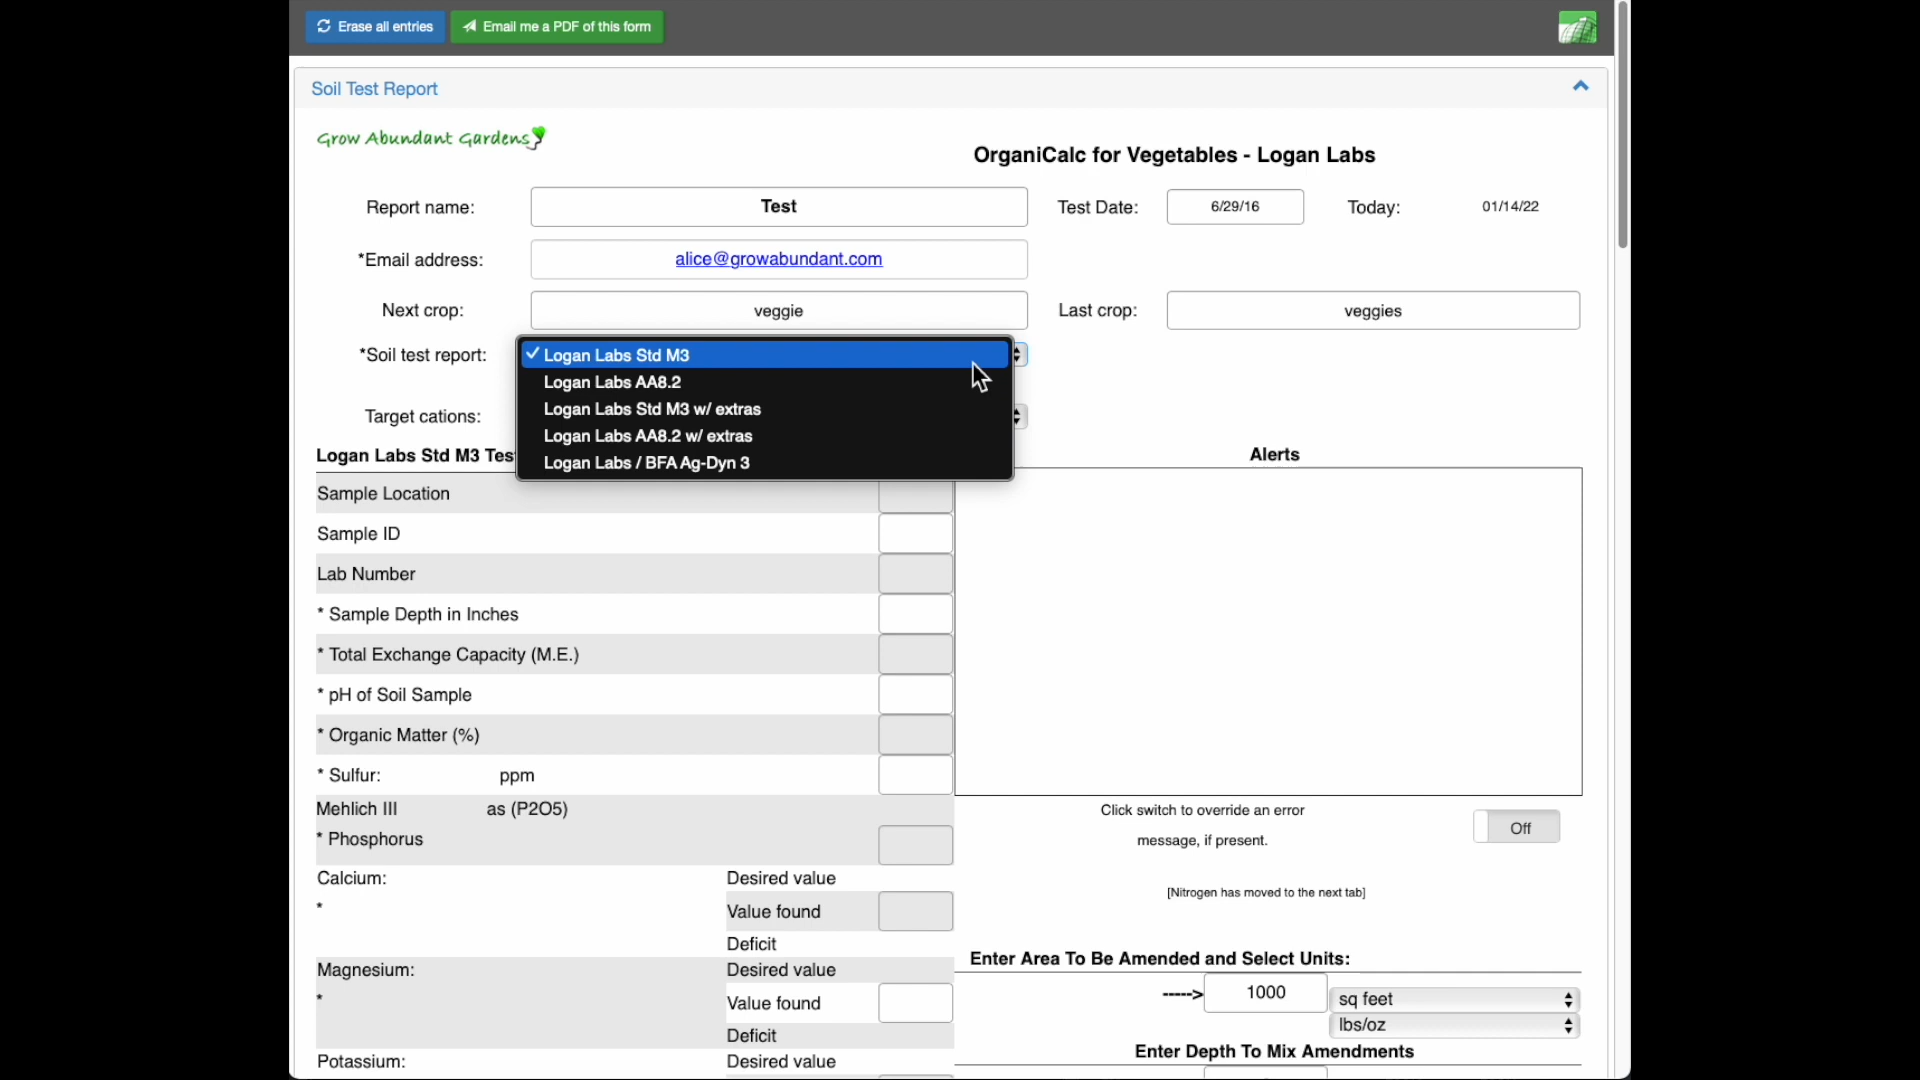 Erase all entries
Email me a PDF of this form
Soil Test Report
Grow Abundant Gardens
OrganiCalc for Vegetables - Logan Labs
Report name:
Test
Test Date:
6/29/16
Today:
01/14/22
*Email address:
alice@growabundant.com
Next crop:
veggie
Last crop:
veggies
*Soil test report:
✓ Logan Labs Std M3
Logan Labs AA8.2
Logan Labs Std M3 w/ extras
Logan Labs AA8.2 w/ extras
Logan Labs / BFA Ag-Dyn 3
Target cations:
Logan Labs Std M3
Alerts
Sample Location
Sample ID
Lab Number
* Sample Depth in Inches
* Total Exchange Capacity (M.E.)
* pH of Soil Sample
* Organic Matter (%)
* Sulfur: ppm
Mehlich III as (P2O5)
* Phosphorus
Click switch to override an error
message, if present.
Off
Calcium:
Desired value
*
Value found
Deficit
[Nitrogen has moved to the next tab]
Magnesium:
Desired value
*
Value found
Deficit
Potassium:
Desired value
Enter Area To Be Amended and Select Units:
----->
1000
sq feet
lbs/oz
Enter Depth To Mix Amendments